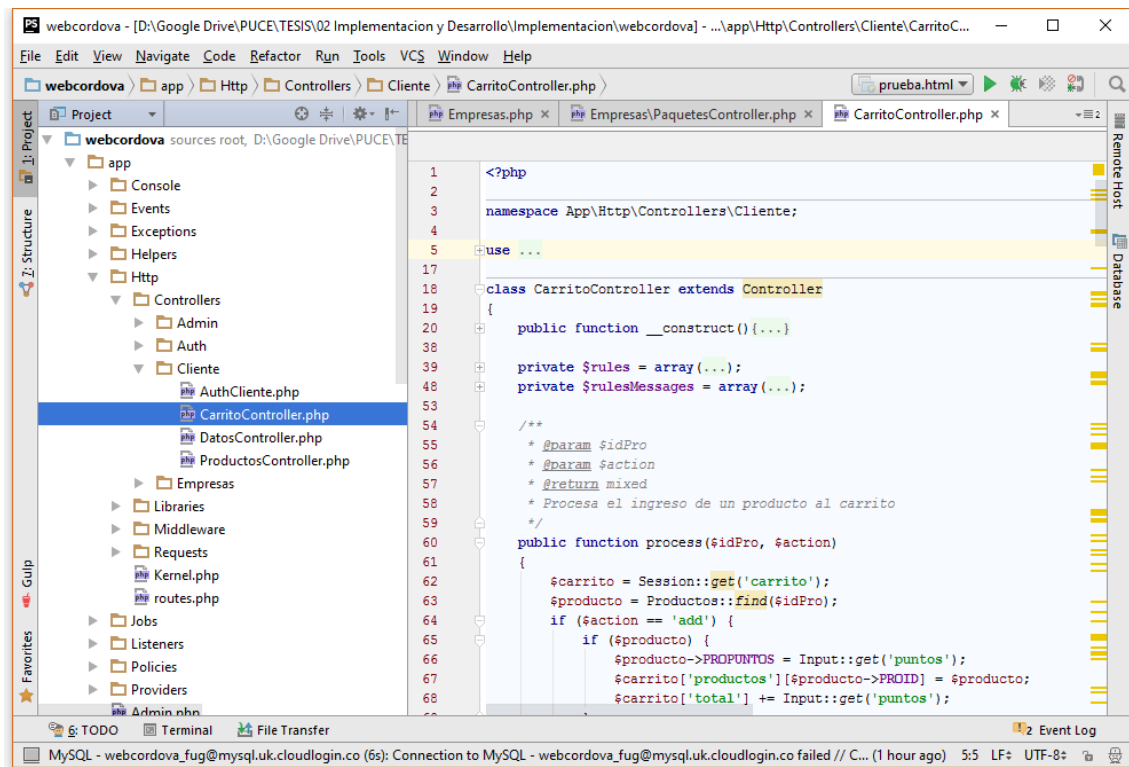 webcordova - [D:\Google Drive\PUCE\TESIS\02 Implementacion y Desarrollo\Implementacion\webcordova] - ...\app\Http\Controllers\Cliente\CarritoC...
File Edit View Navigate Code Refactor Run Tools VCS Window Help
webcordova app Http Controllers Cliente CarritoController.php prueba.html
Project
Empresas.php × Empresas\PaquetesController.php × CarritoController.php × 2
1: Project
7: Structure
Gulp
Favorites
webcordova sources root, D:\Google Drive\PUCE\TE
app
Console
Events
Exceptions
Helpers
Http
Controllers
Admin
Auth
Cliente
AuthCliente.php
CarritoController.php
DatosController.php
ProductosController.php
Empresas
Libraries
Middleware
Requests
Kernel.php
routes.php
Jobs
Listeners
Policies
Providers
Admin.php
1 <?php
2
3 namespace App\Http\Controllers\Cliente;
4
5 use ...
17
18 class CarritoController extends Controller
19 {
20 public function __construct(){...}
38
39 private $rules = array(...);
48 private $rulesMessages = array(...);
53
54 /**
55 * @param $idPro
56 * @param $action
57 * @return mixed
58 * Procesa el ingreso de un producto al carrito
59 */
60 public function process($idPro, $action)
61 {
62 $carrito = Session::get('carrito');
63 $producto = Productos::find($idPro);
64 if ($action == 'add') {
65 if ($producto) {
66 $producto->PROPUNTOS = Input::get('puntos');
67 $carrito['productos'][$producto->PROID] = $producto;
68 $carrito['total'] += Input::get('puntos');
Remote Host
Database
6: TODO Terminal File Transfer 2 Event Log
MySQL - webcordova_fug@mysql.uk.cloudlogin.co (6s): Connection to MySQL - webcordova_fug@mysql.uk.cloudlogin.co failed // C... (1 hour ago) 5:5 LF UTF-8